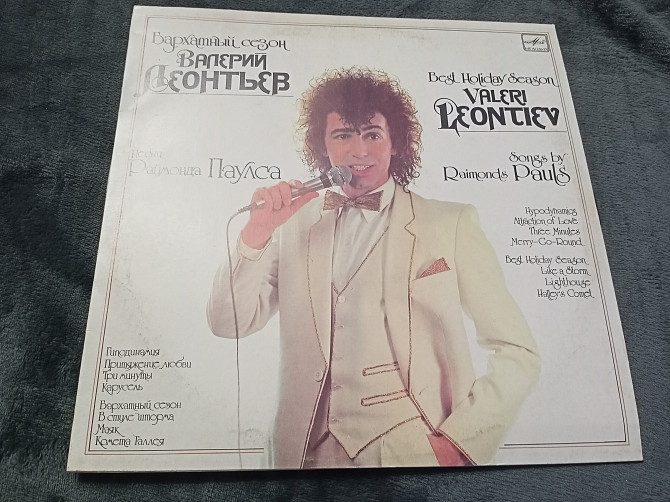 Бархатный сезон
ВАЛЕРИЙ
ЛЕОНТЬЕВ
Песни
Раймонда Паулса
Best Holiday Season
VALERI
LEONTIEV
Songs by
Raimonds Pauls
Hypodynamics
Attraction of Love
Three Minutes
Merry-Go-Round
Best Holiday Season
Like a Storm
Lighthouse
Halley's Comet
Гиподинамия
Притяжение любви
Три минуты
Карусель
Бархатный сезон
В стиле шторма
Маяк
Комета Галлея